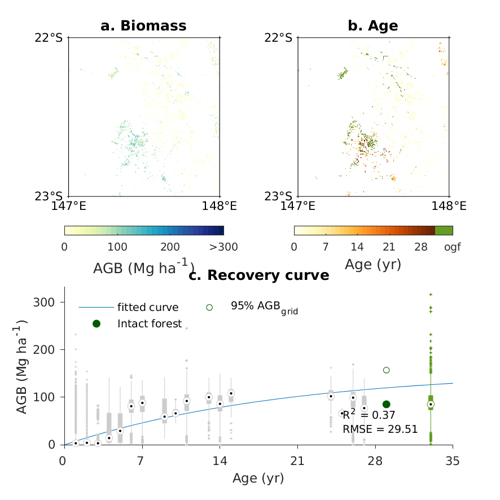 a. Biomass
b. Age
22°S
22°S
23°S
23°S
147°E
148°E
147°E
148°E
0
100
200
>300
0
7
14
21
28
ogf
AGB (Mg ha⁻¹)
Age (yr)
c. Recovery curve
300
200
100
0
AGB (Mg ha⁻¹)
fitted curve
95% AGBgrid
Intact forest
R² = 0.37
RMSE = 29.51
0
7
14
21
28
35
Age (yr)